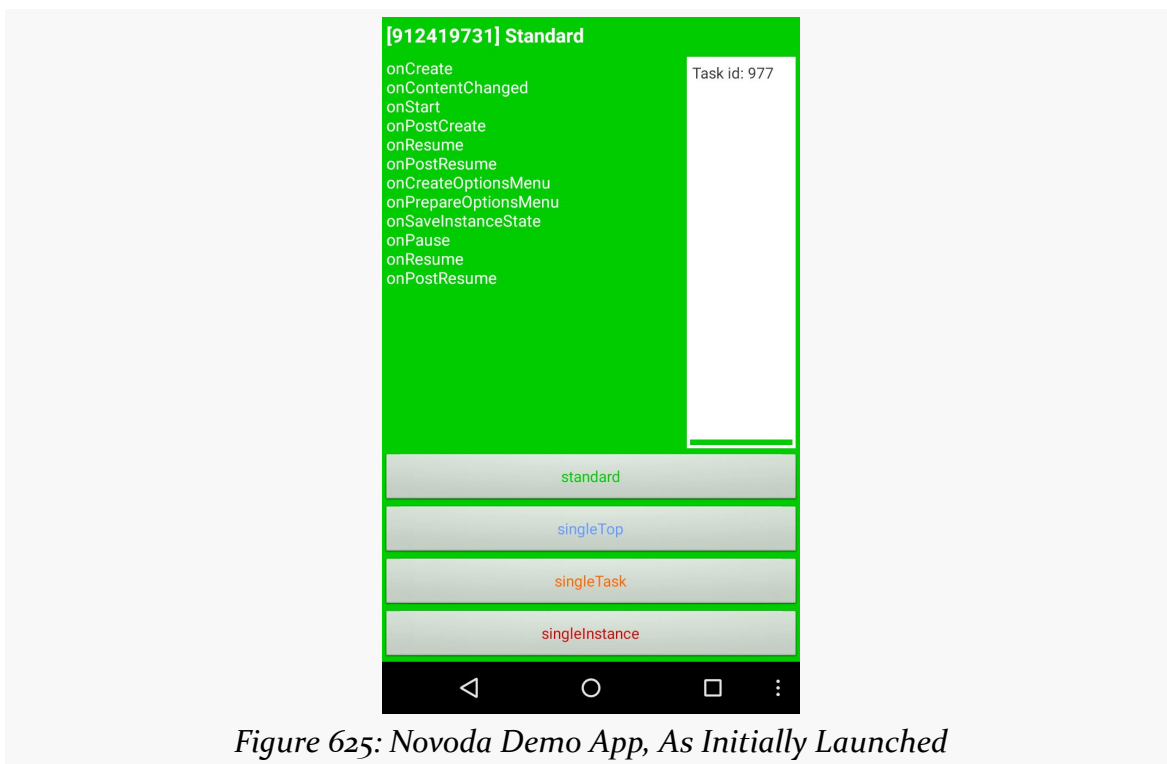 [912419731] Standard
onCreate
onContentChanged
onStart
onPostCreate
onResume
onPostResume
onCreateOptionsMenu
onPrepareOptionsMenu
onSaveInstanceState
onPause
onResume
onPostResume
Task id: 977
standard
singleTop
singleTask
singleInstance
Figure 625: Novoda Demo App, As Initially Launched